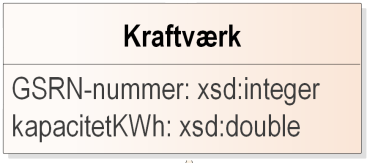 Kraftværk
GSRN-nummer: xsd:integer
kapacitetKWh: xsd:double